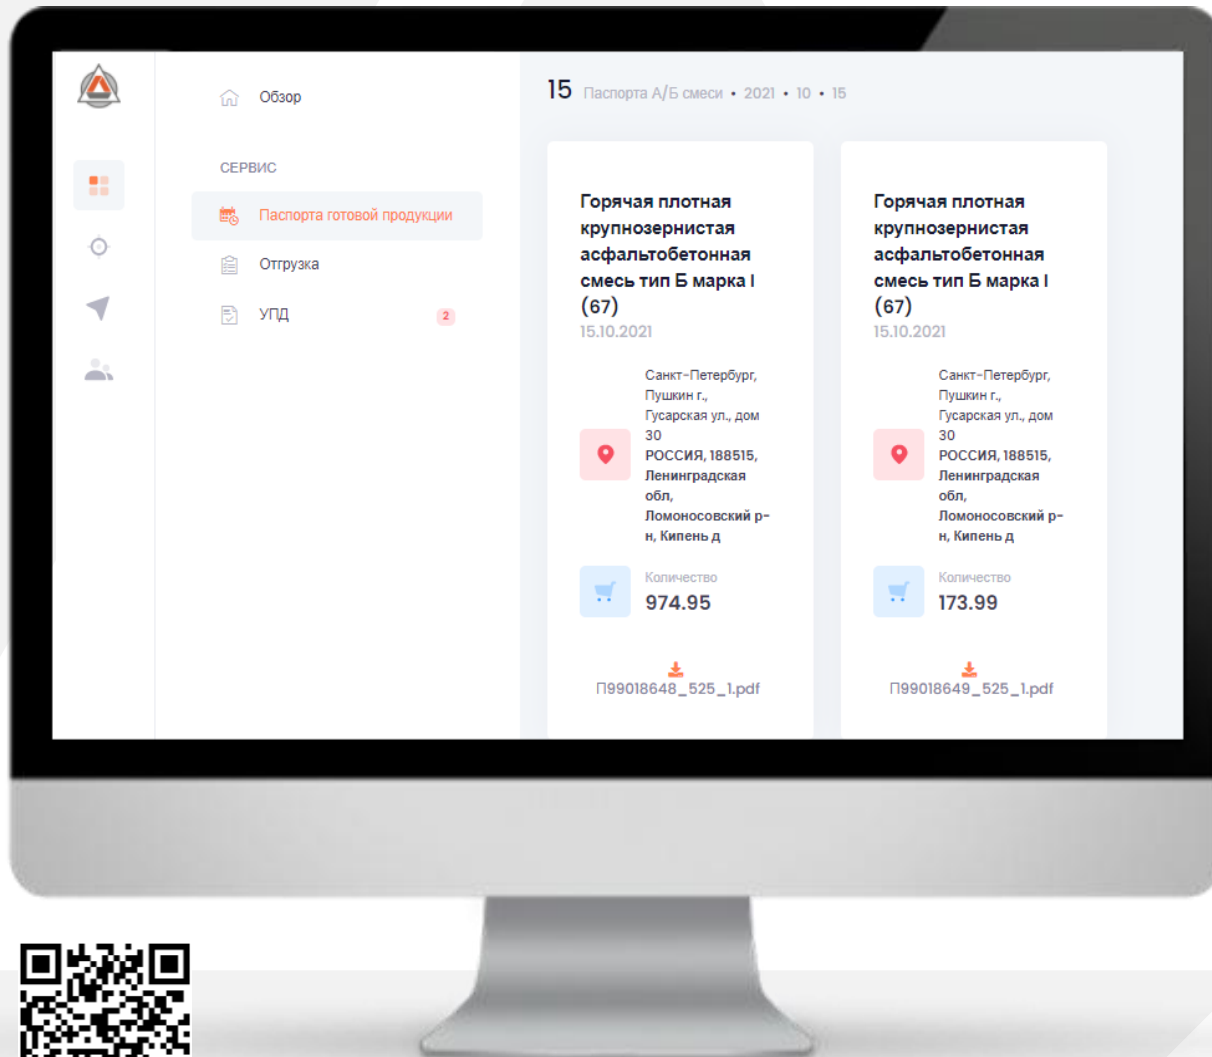 Обзор
СЕРВИС
Паспорта готовой продукции
Отгрузка
УПД
2
15 Паспорта А/Б смеси • 2021 • 10 • 15
Горячая плотная
крупнозернистая
асфальтобетонная
смесь тип Б марка I
(67)
15.10.2021
Санкт-Петербург,
Пушкин г.,
Гусарская ул., дом
30
РОССИЯ, 188515,
Ленинградская
обл,
Ломоносовский р-
н, Кипень д
Количество
974.95
П99018648_525_1.pdf
Горячая плотная
крупнозернистая
асфальтобетонная
смесь тип Б марка I
(67)
15.10.2021
Санкт-Петербург,
Пушкин г.,
Гусарская ул., дом
30
РОССИЯ, 188515,
Ленинградская
обл,
Ломоносовский р-
н, Кипень д
Количество
173.99
П99018649_525_1.pdf